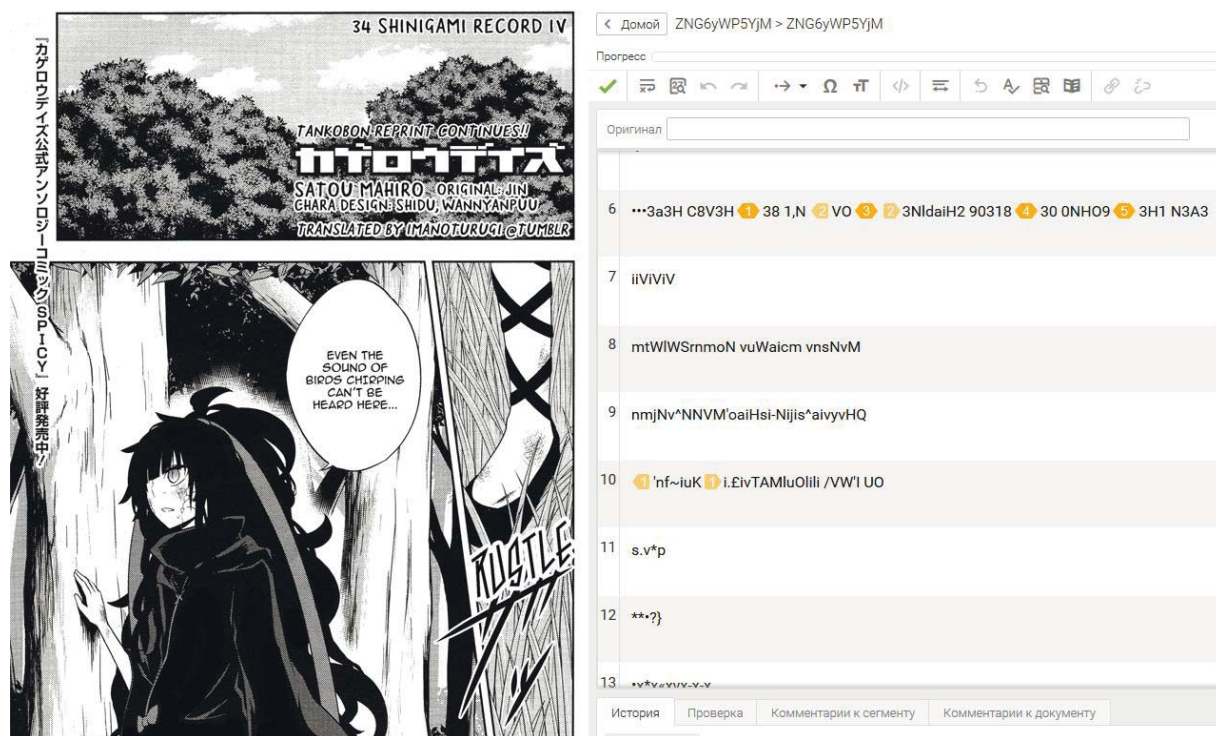 34 SHINIGAMI RECORD IV
『カゲロウデイズ公式アンソロジーコミック SPICY』好評発売中！
TANKOBON REPRINT CONTINUES!!
カゲロウデイズ
SATOU MAHIRO ORIGINAL: JIN
CHARA DESIGN: SHIDU, WANNYANPUU
TRANSLATED BY IMANOTURUGI @ TUMBLR
EVEN THE
SOUND OF
BIRDS CHIRPING
CAN'T BE
HEARD HERE...
RUSTLE
Домой ZNG6yWP5YjM > ZNG6yWP5YjM
Прогресс
Оригинал
6 •••3a3H C8V3H 1 38 1,N 2 VO 3 2 3NldaiH2 90318 4 30 0NHO9 5 3H1 N3A3
7 iiViViV
8 mtWlWSrnmoN vuWaicm vnsNvM
9 nmjNv^NNVM'oaiHsi-Nijis^aivyvHQ
10 1 'nf~iuK 1 i.£ivTAMluOlili /VW'I UO
11 s.v*p
12 **•?}
13
История Проверка Комментарии к сегменту Комментарии к документу